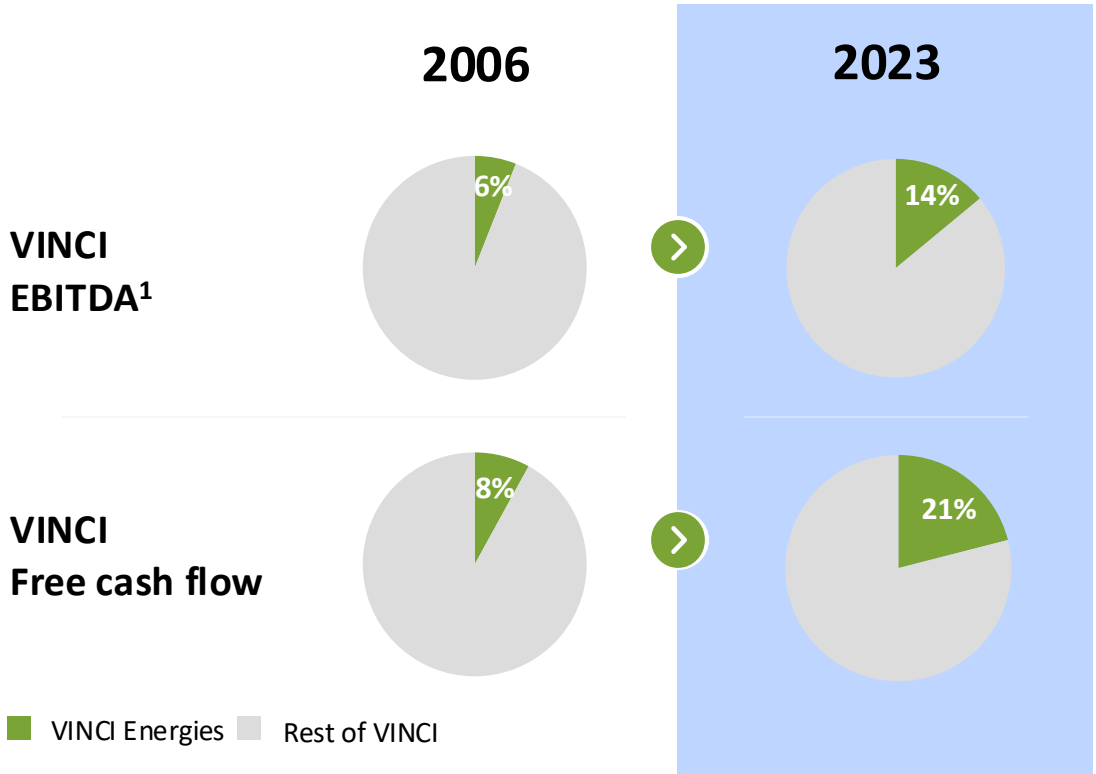 2006
2023
VINCI
EBITDA¹
6%
14%
VINCI
Free cash flow
8%
21%
VINCI Energies
Rest of VINCI